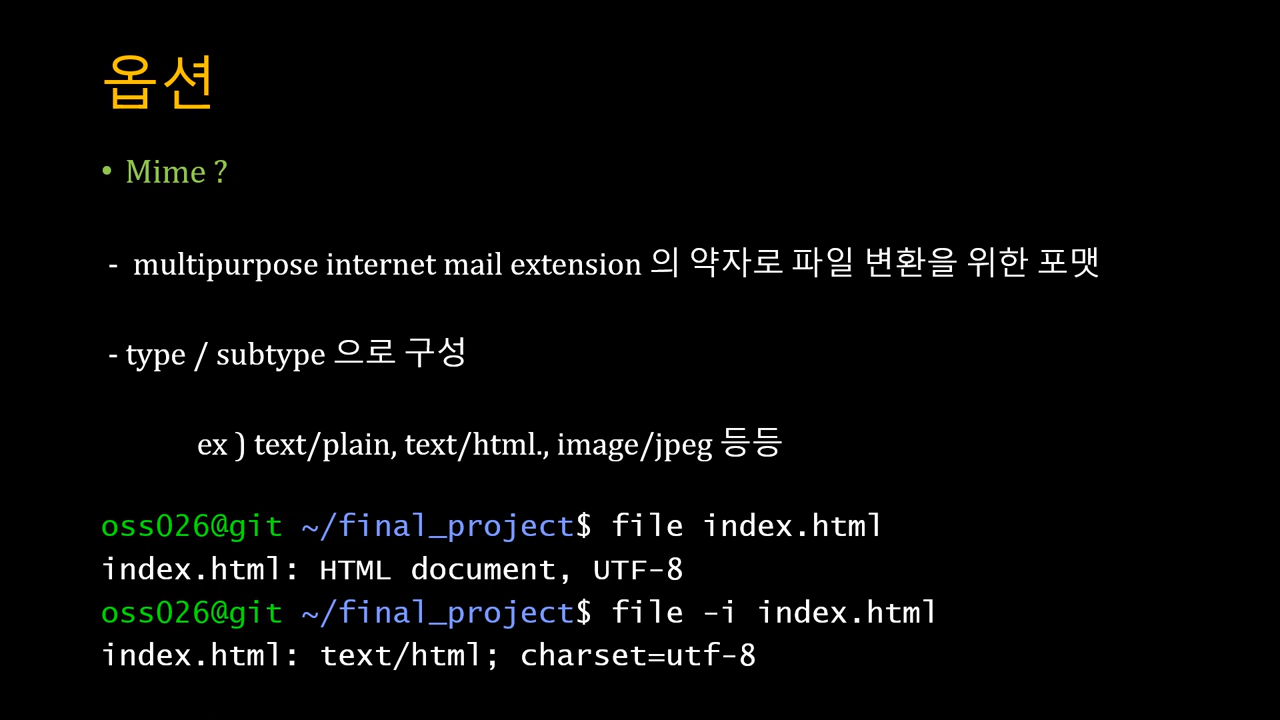 옵션
• Mime ?
- multipurpose internet mail extension 의 약자로 파일 변환을 위한 포맷
- type / subtype 으로 구성
ex ) text/plain, text/html., image/jpeg 등등
oss026@git ~/final_project$ file index.html
index.html: HTML document, UTF-8
oss026@git ~/final_project$ file -i index.html
index.html: text/html; charset=utf-8